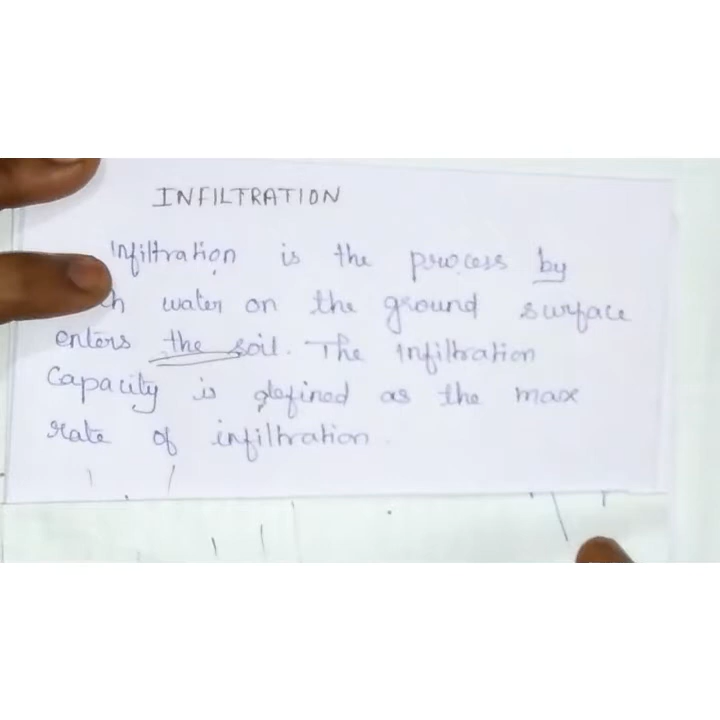 INFILTRATION
Infiltration is the process by
h water on the ground surface
enters the soil. The infiltration
Capacity is defined as the max
rate of infiltration.